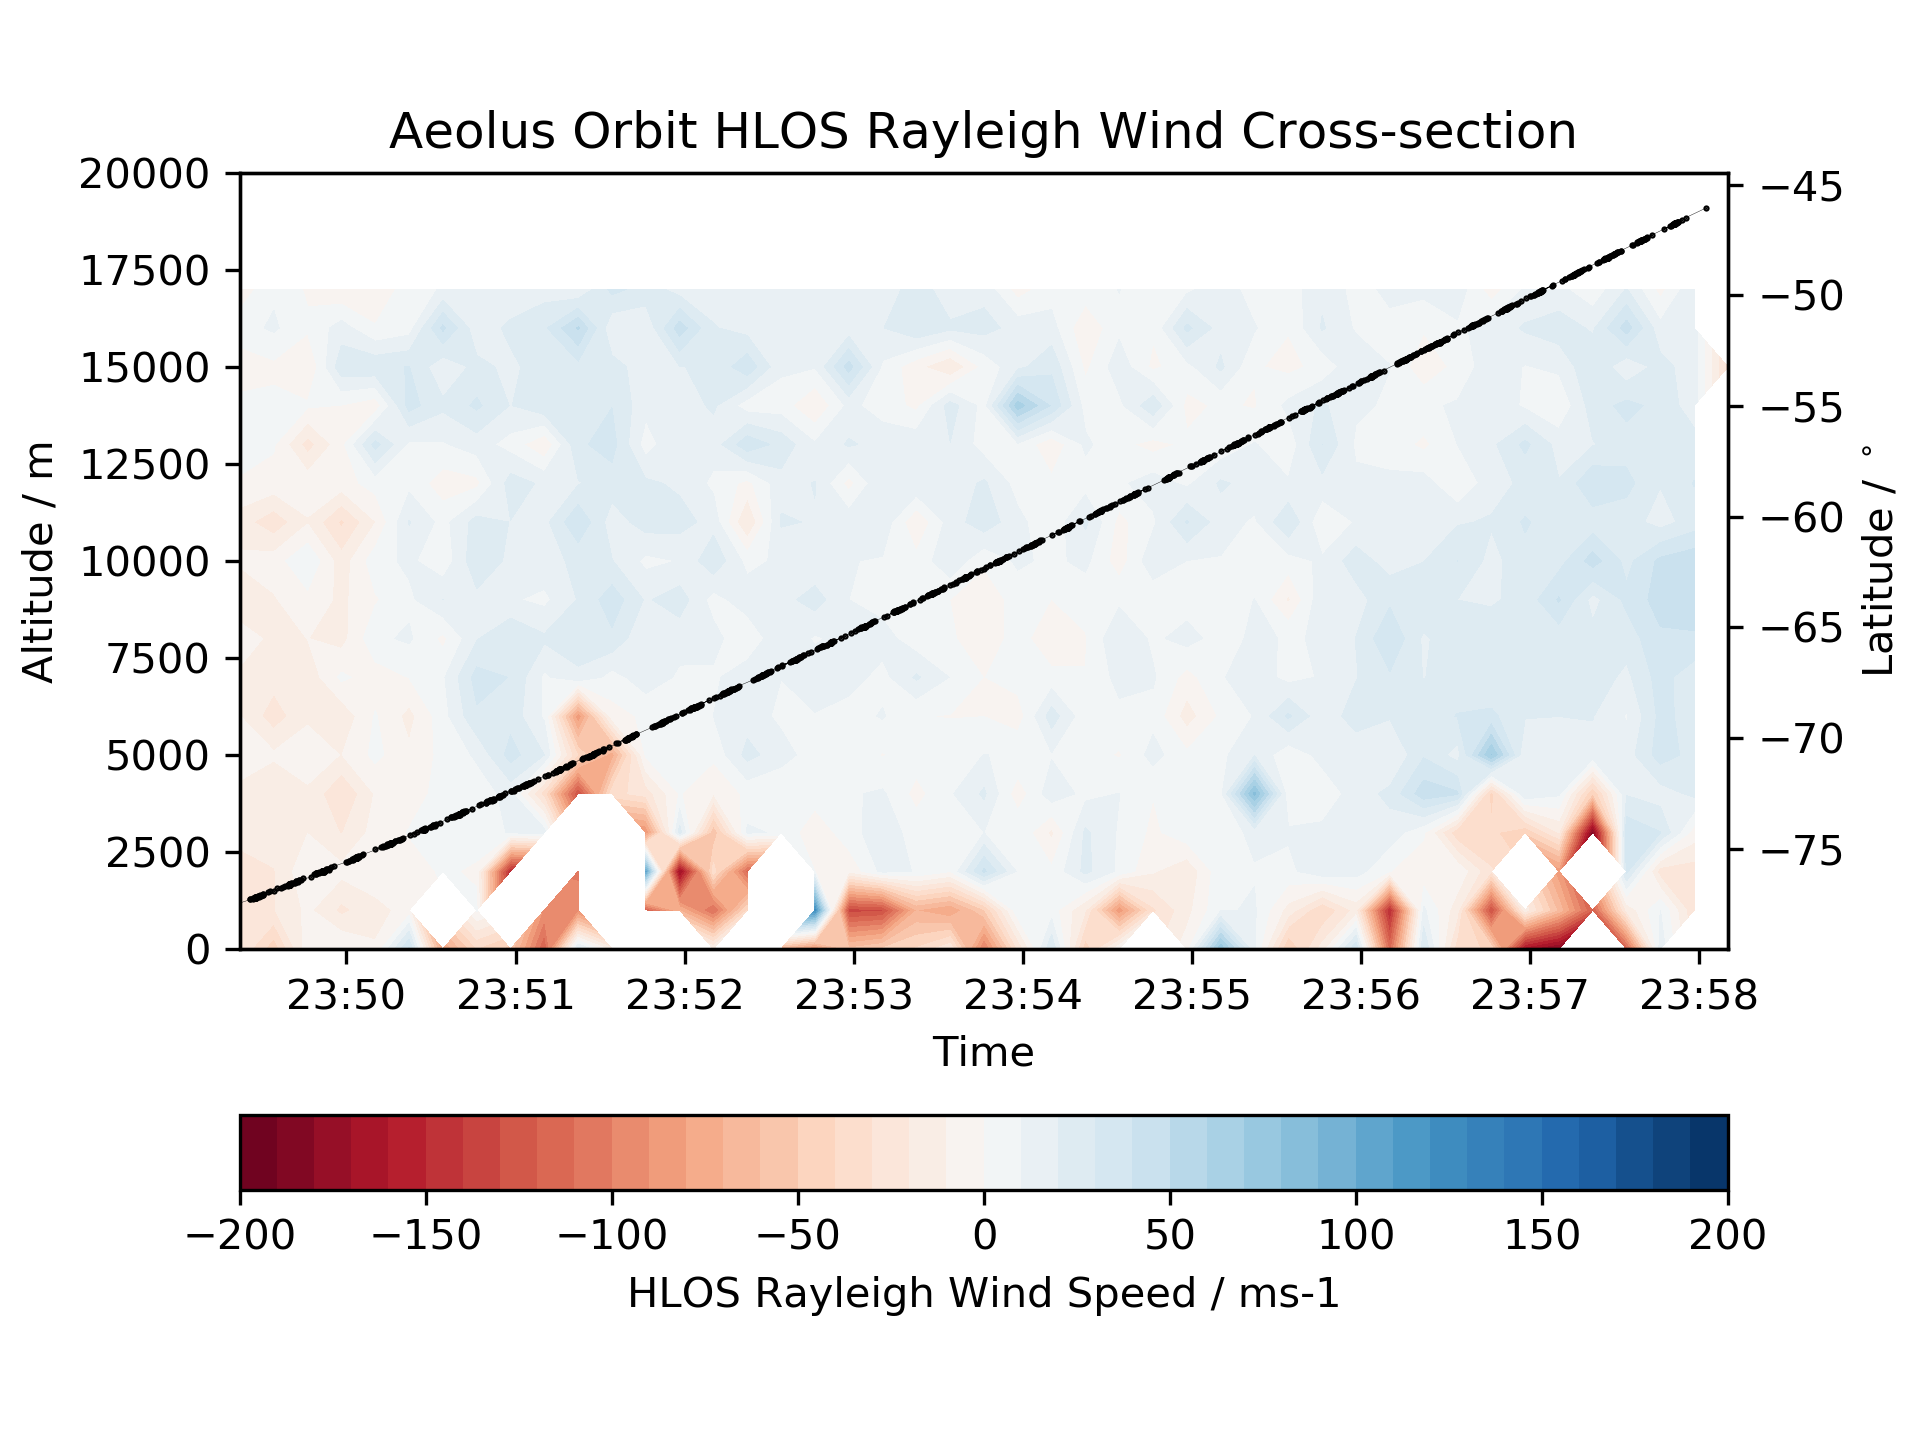 Aeolus Orbit HLOS Rayleigh Wind Cross-section
20000
17500
15000
12500
10000
7500
5000
2500
0
Altitude / m
−45
−50
−55
−60
−65
−70
−75
Latitude / °
23:50 23:51 23:52 23:53 23:54 23:55 23:56 23:57 23:58
Time
−200 −150 −100 −50 0 50 100 150 200
HLOS Rayleigh Wind Speed / ms-1